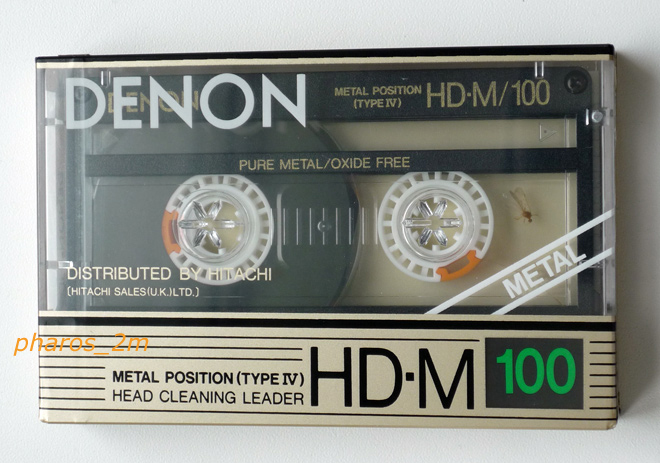 DENON
DENON
METAL POSITION
(TYPE IV)
HD·M/100
PURE METAL/OXIDE FREE
DISTRIBUTED BY HITACHI
(HITACHI SALES(U.K.)LTD.)
METAL
pharos_2m
METAL POSITION (TYPE IV)
HEAD CLEANING LEADER
HD·M
100